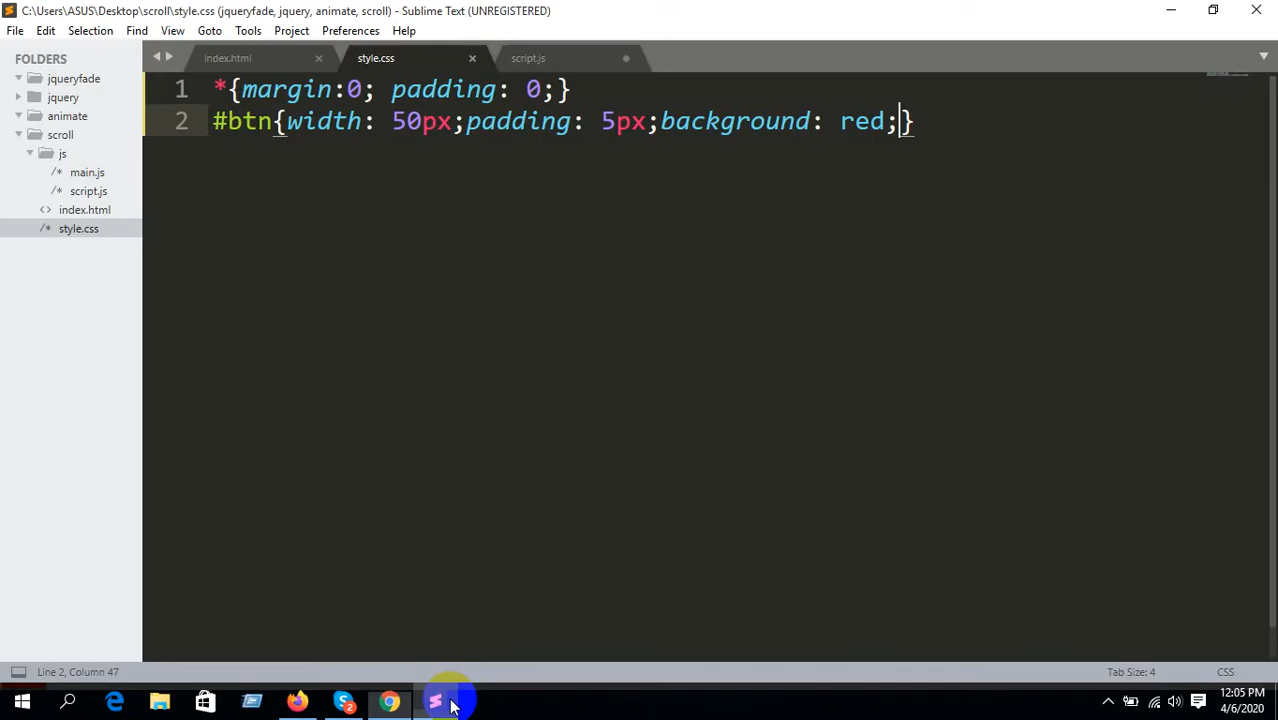 C:\Users\ASUS\Desktop\scroll\style.css (jqueryfade, jquery, animate, scroll) - Sublime Text (UNREGISTERED)
File Edit Selection Find View Goto Tools Project Preferences Help
FOLDERS
jqueryfade
jquery
animate
scroll
js
/* main.js
/* script.js
<> index.html
/* style.css
index.html × style.css × script.js
1 *{margin:0; padding: 0;}
2 #btn{width: 50px;padding: 5px;background: red;}
Line 2, Column 47 Tab Size: 4 CSS
2
12:05 PM
4/6/2020